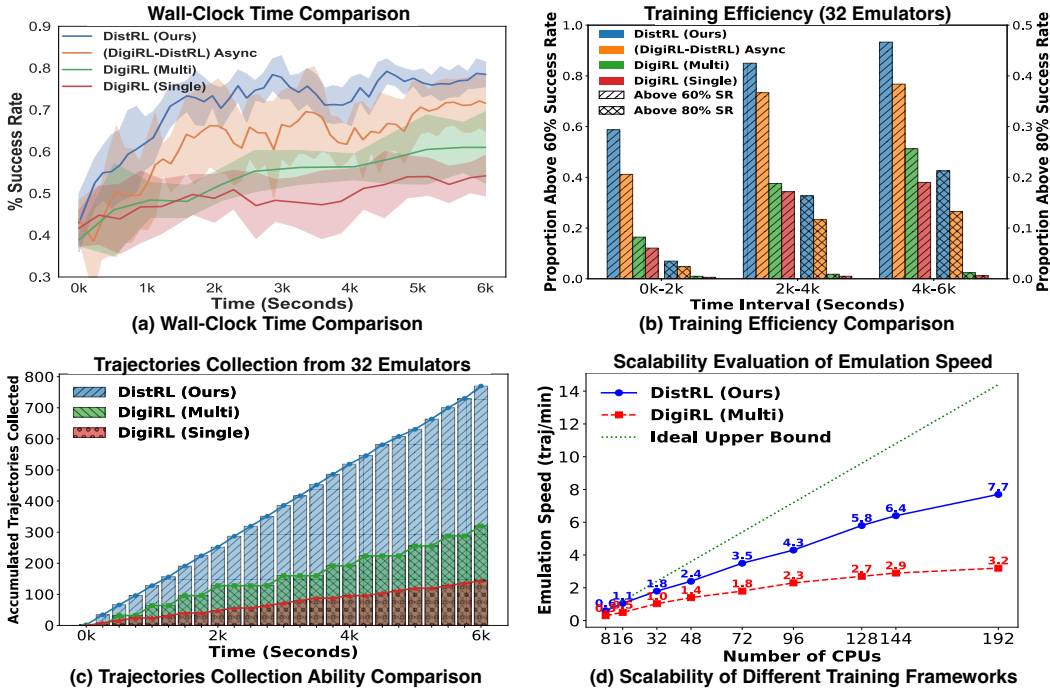 Wall-Clock Time Comparison
DistRL (Ours)
(DigiRL-DistRL) Async
DigiRL (Multi)
DigiRL (Single)
% Success Rate
0.8
0.7
0.6
0.5
0.4
0.3
0k
1k
2k
3k
4k
5k
6k
Time (Seconds)
(a) Wall-Clock Time Comparison
Training Efficiency (32 Emulators)
DistRL (Ours)
(DigiRL-DistRL) Async
DigiRL (Multi)
DigiRL (Single)
Above 60% SR
Above 80% SR
Proportion Above 60% Success Rate
1.0
0.8
0.6
0.4
0.2
0.0
Proportion Above 80% Success Rate
0.5
0.4
0.3
0.2
0.1
0.0
0k-2k
2k-4k
4k-6k
Time Interval (Seconds)
(b) Training Efficiency Comparison
Trajectories Collection from 32 Emulators
DistRL (Ours)
DigiRL (Multi)
DigiRL (Single)
Accumulated Trajectories Collected
800
700
600
500
400
300
200
100
0
0k
2k
4k
6k
Time (Seconds)
(c) Trajectories Collection Ability Comparison
Scalability Evaluation of Emulation Speed
DistRL (Ours)
DigiRL (Multi)
Ideal Upper Bound
Emulation Speed (traj/min)
14
12
10
8
6
4
2
0
0.6
1.1
1.8
2.4
3.5
4.3
5.8
6.4
7.7
1.0
1.4
1.8
2.3
2.7
2.9
3.2
8
16
32
48
72
96
128
144
192
Number of CPUs
(d) Scalability of Different Training Frameworks